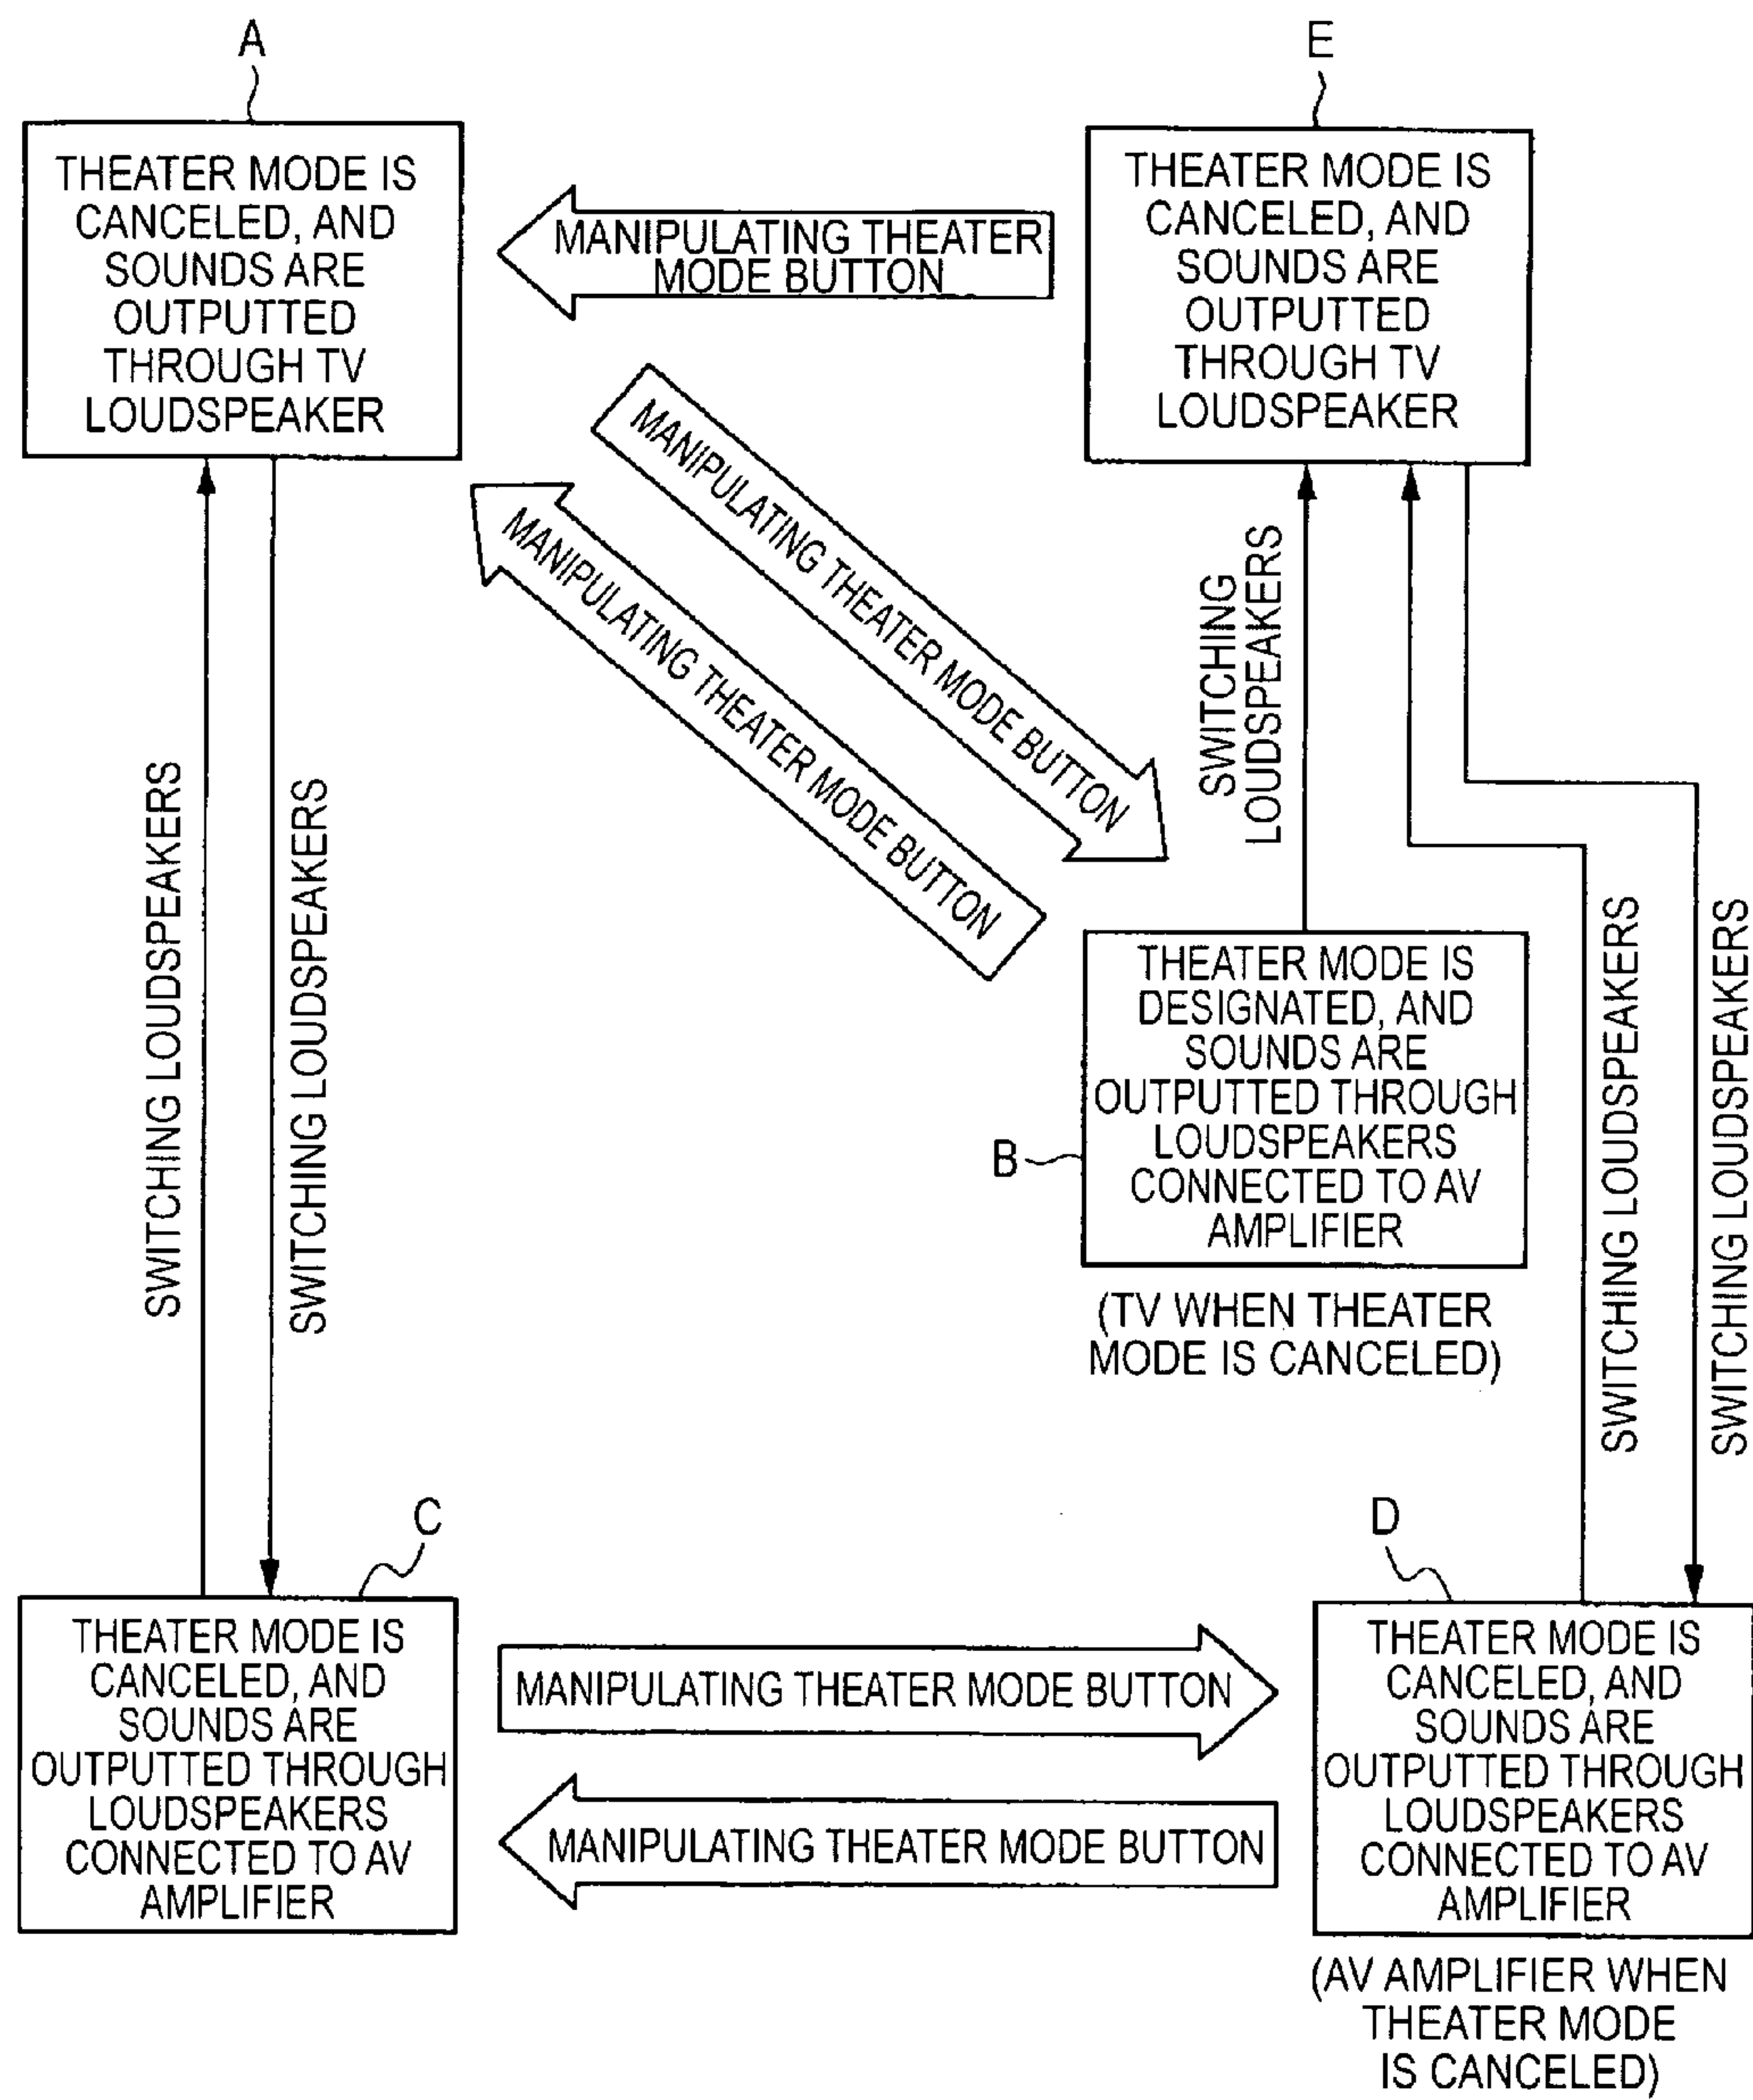 A
THEATER MODE IS
CANCELED, AND
SOUNDS ARE
OUTPUTTED
THROUGH TV
LOUDSPEAKER
E
THEATER MODE IS
CANCELED, AND
SOUNDS ARE
OUTPUTTED
THROUGH TV
LOUDSPEAKER
MANIPULATING THEATER
MODE BUTTON
MANIPULATING THEATER MODE BUTTON
MANIPULATING THEATER MODE BUTTON
SWITCHING
LOUDSPEAKERS
SWITCHING LOUDSPEAKERS
SWITCHING LOUDSPEAKERS
B
THEATER MODE IS
DESIGNATED, AND
SOUNDS ARE
OUTPUTTED THROUGH
LOUDSPEAKERS
CONNECTED TO AV
AMPLIFIER
(TV WHEN THEATER
MODE IS CANCELED)
SWITCHING LOUDSPEAKERS
SWITCHING LOUDSPEAKERS
C
THEATER MODE IS
CANCELED, AND
SOUNDS ARE
OUTPUTTED THROUGH
LOUDSPEAKERS
CONNECTED TO AV
AMPLIFIER
MANIPULATING THEATER MODE BUTTON
MANIPULATING THEATER MODE BUTTON
D
THEATER MODE IS
CANCELED, AND
SOUNDS ARE
OUTPUTTED THROUGH
LOUDSPEAKERS
CONNECTED TO AV
AMPLIFIER
(AV AMPLIFIER WHEN
THEATER MODE
IS CANCELED)